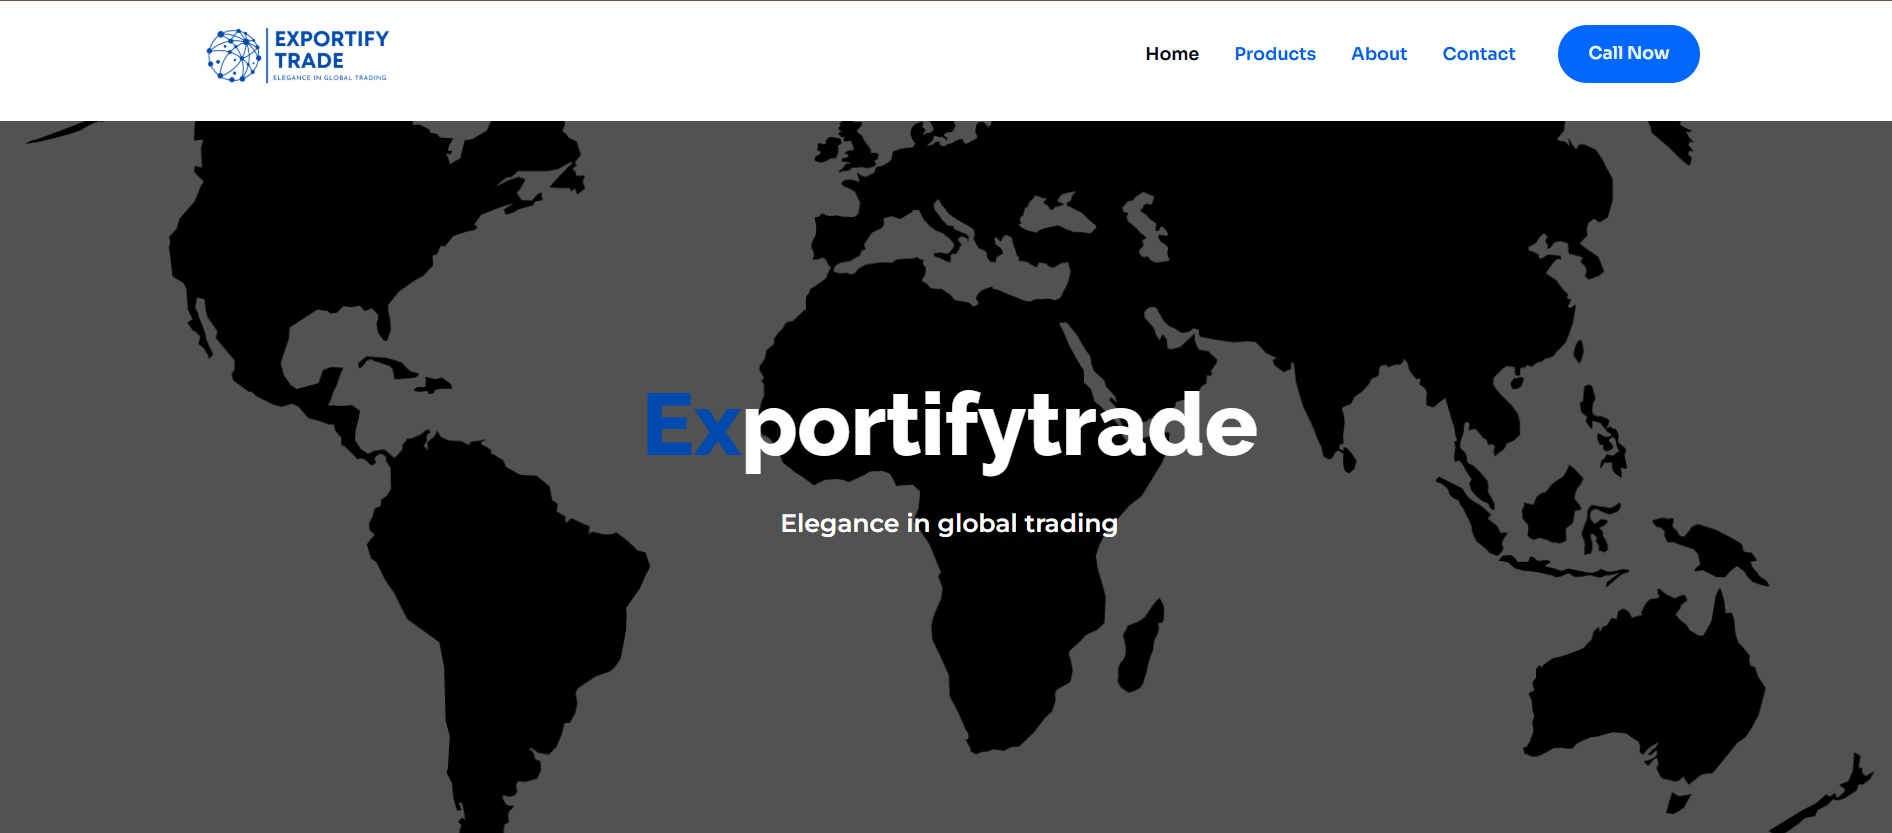 EXPORTIFY
TRADE
ELEGANCE IN GLOBAL TRADING
Home Products About Contact Call Now
Exportifytrade
Elegance in global trading